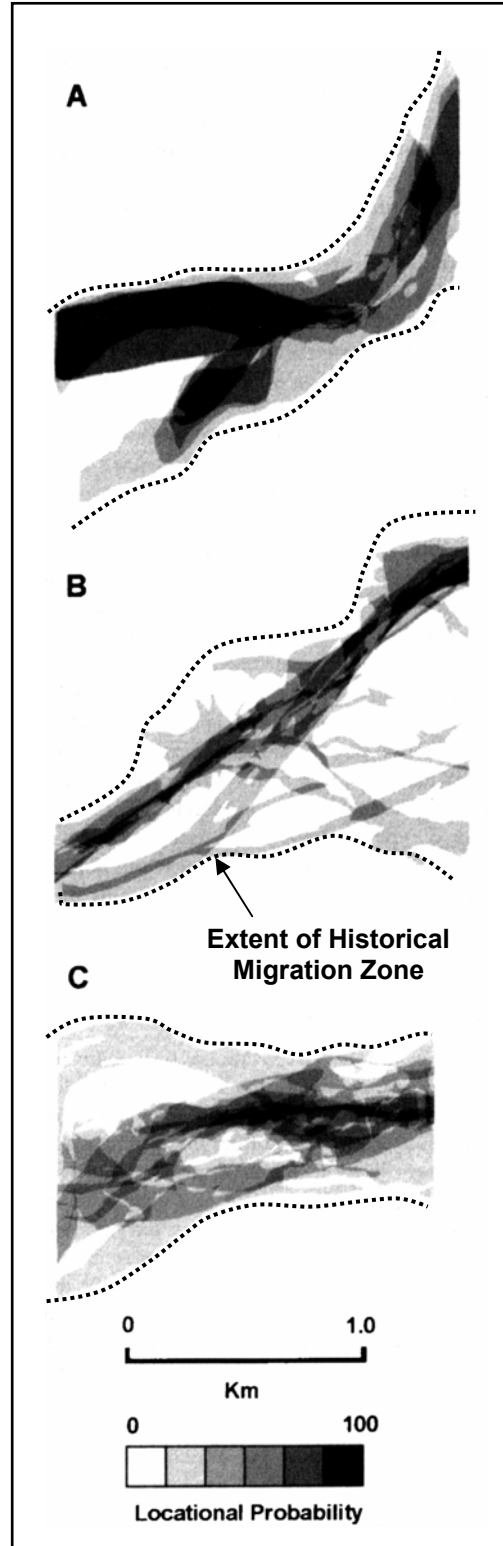 A
B
Extent of Historical
Migration Zone
C
0 1.0
Km
0 100
Locational Probability